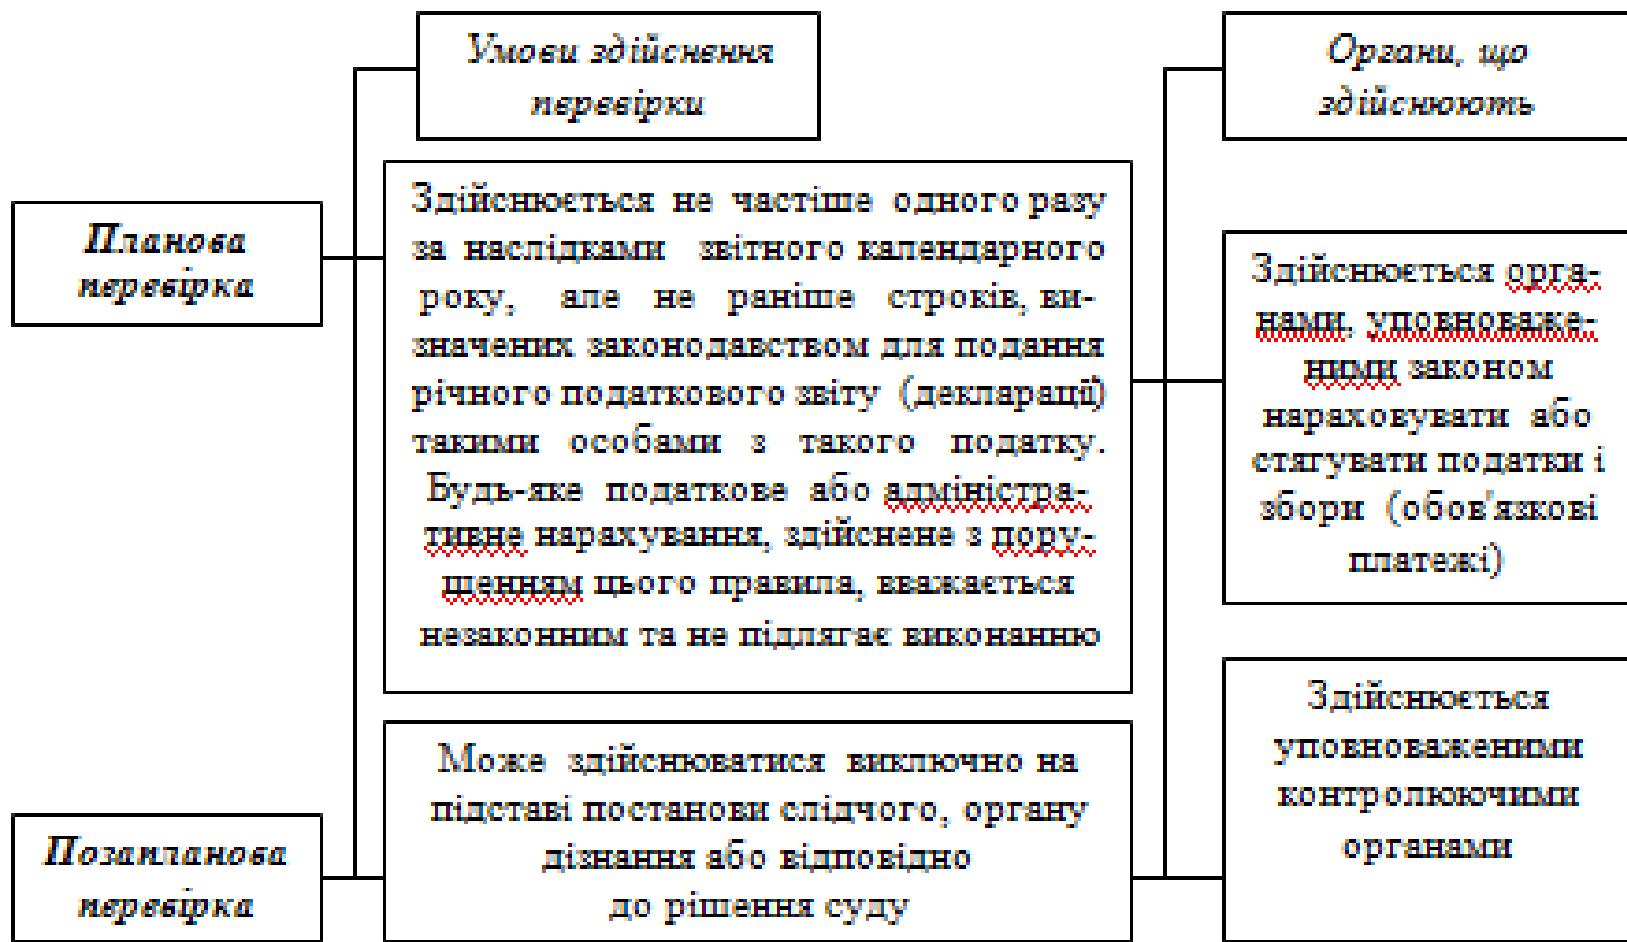 Умови здійснення
перевірки
Органи, що
здійснюють
Планова
перевірка
Здійснюється не частіше одного разу
за наслідками звітного календарного
року, але не раніше строків, ви-
значених законодавством для подання
річного податкового звіту (декларації)
такими особами з такого податку.
Будь-яке податкове або адміністра-
тивне нарахування, здійснене з пору-
шенням цього правила, вважається
незаконним та не підлягає виконанню
Здійснюється орга-
нами, уповноваже-
ними законом
нараховувати або
стягувати податки і
збори (обов'язкові
платежі)
Позапланова
перевірка
Може здійснюватися виключно на
підставі постанови слідчого, органу
дізнання або відповідно
до рішення суду
Здійснюється
уповноваженими
контролюючими
органами